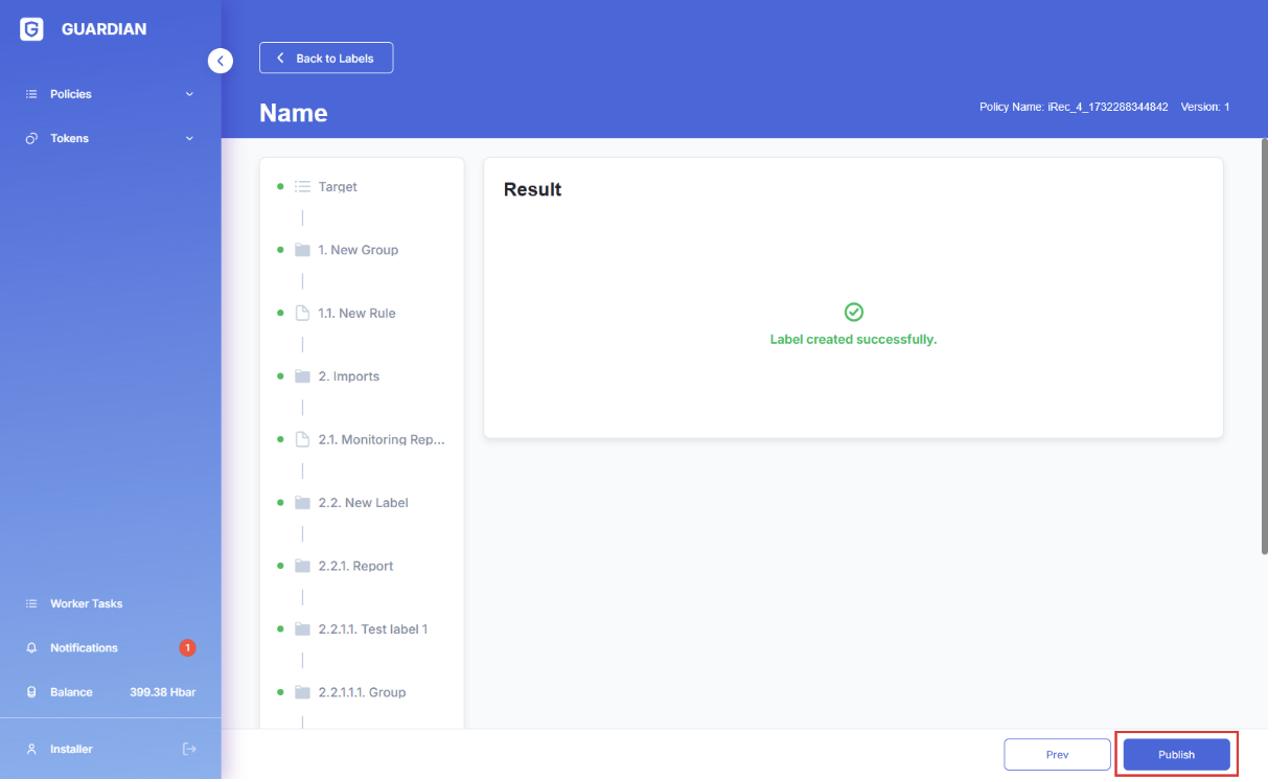 GUARDIAN
Policies
Tokens
Worker Tasks
Notifications 1
Balance 399.38 Hbar
Installer
Back to Labels
Name
Policy Name: iRec_4_1732288344842 Version: 1
Target
1. New Group
1.1. New Rule
2. Imports
2.1. Monitoring Rep...
2.2. New Label
2.2.1. Report
2.2.1.1. Test label 1
2.2.1.1.1. Group
Result
Label created successfully.
Prev
Publish